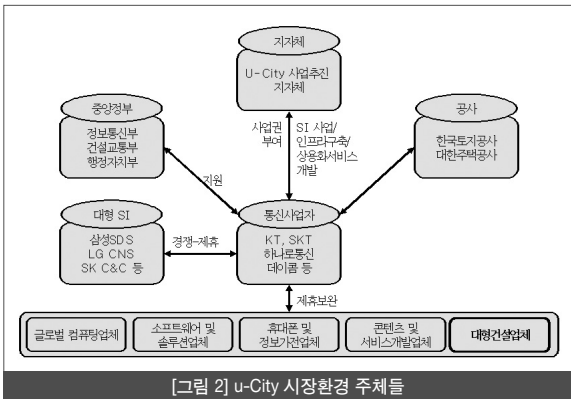 지자체
U-City 사업추진
지자체
중앙정부
정보통신부
건설교통부
행정자치부
사업권
부여
SI 사업/
인프라구축/
상용화서비스
개발
공사
한국토지공사
대한주택공사
지원
대형 SI
삼성SDS
LG CNS
SK C&C 등
경쟁-제휴
통신사업자
KT, SKT
하나로통신
데이콤 등
제휴보완
글로벌 컴퓨팅업체
소프트웨어 및
솔루션업체
휴대폰 및
정보가전업체
콘텐츠 및
서비스개발업체
대형건설업체
[그림 2] u-City 시장환경 주체들